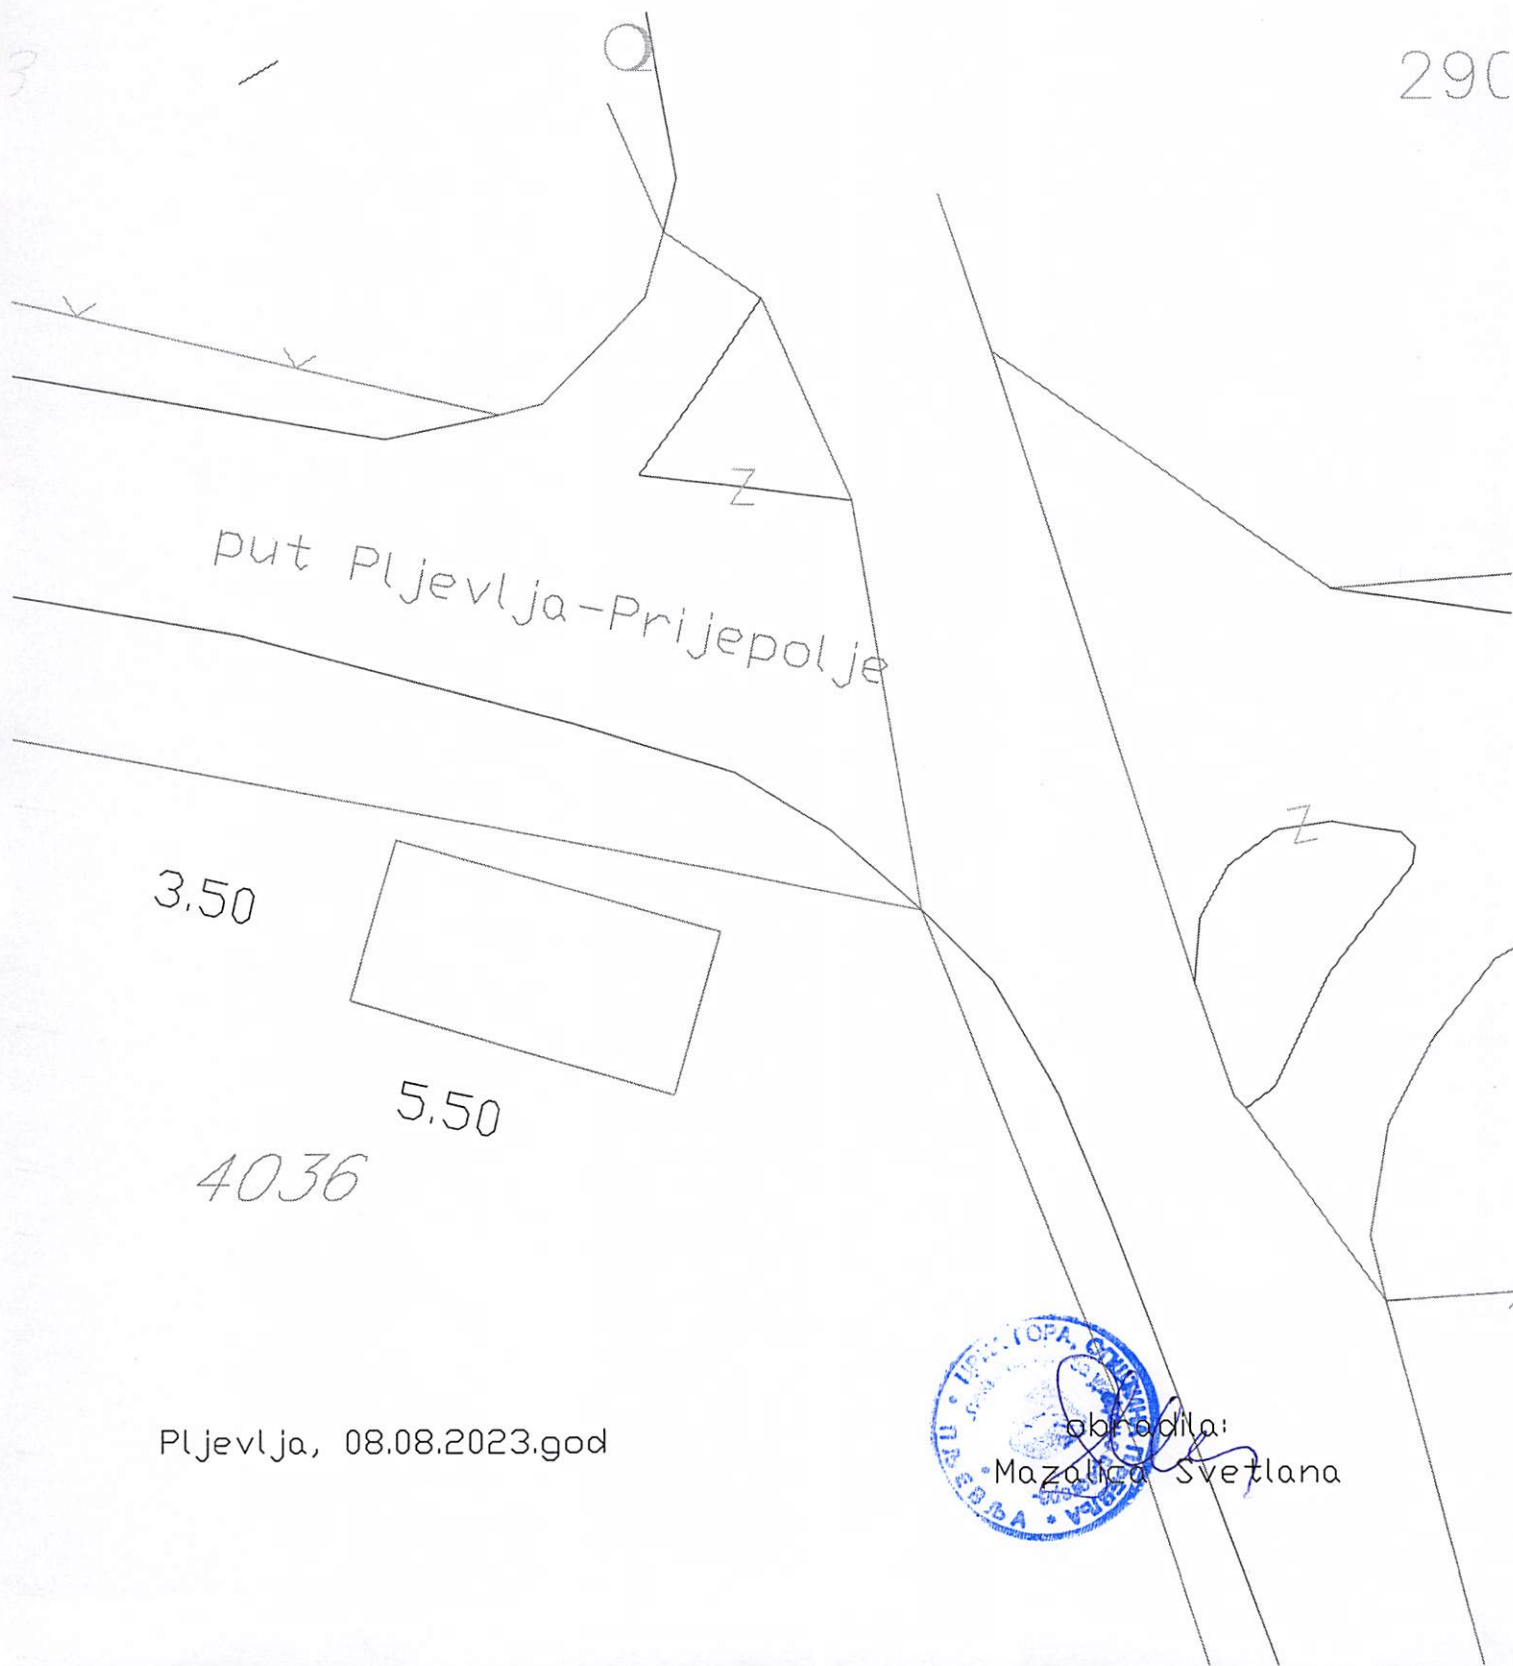 290
put Pljevlja-Prijepolje
Z
Z
3.50
5.50
4036
Pljevlja, 08.08.2023.god
obradila:
Mazalica Svetlana